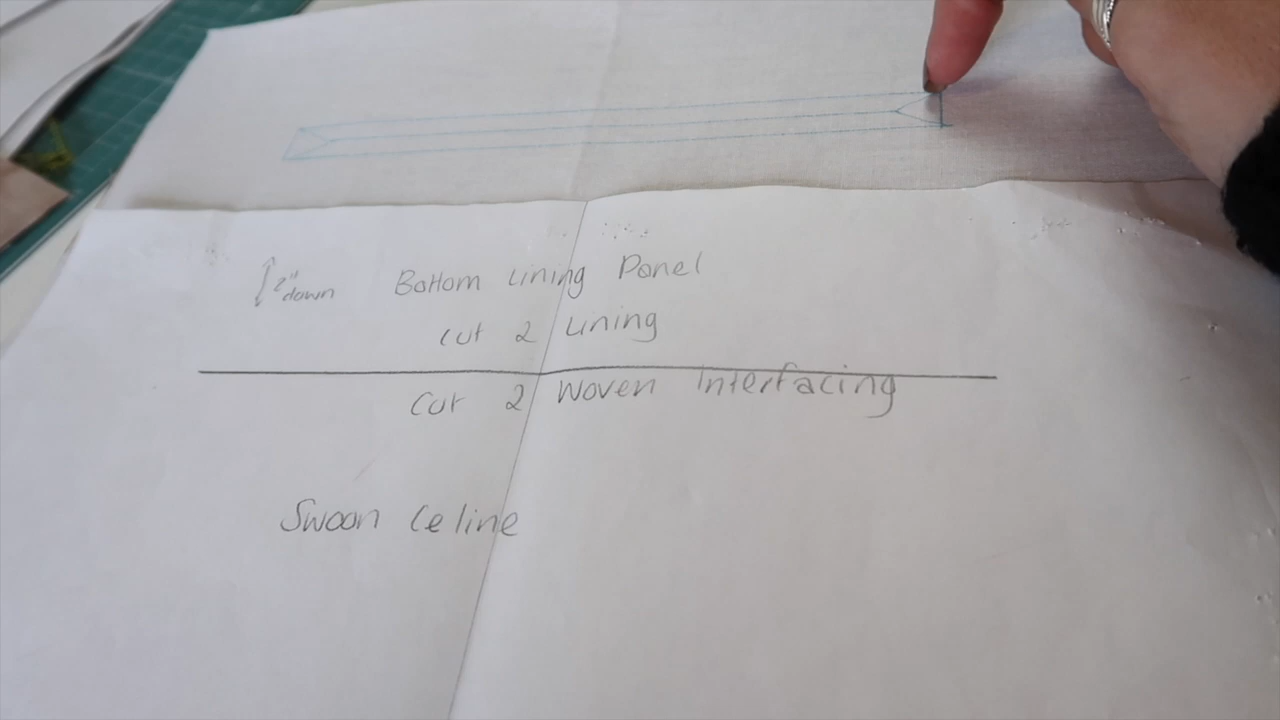 2" down
Bottom Lining Panel
Cut 2 Lining
Cut 2 Woven Interfacing
Swoon Celine